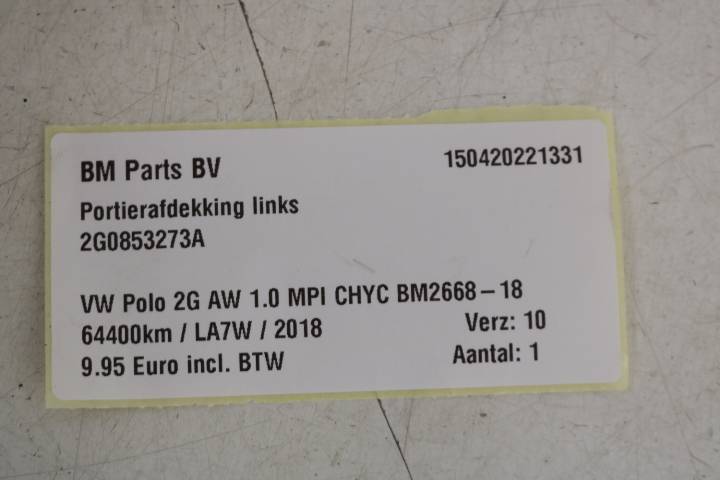 BM Parts BV 150420221331
Portierafdekking links
2G0853273A
VW Polo 2G AW 1.0 MPI CHYC BM2668-18
64400km / LA7W / 2018 Verz: 10
9.95 Euro incl. BTW Aantal: 1